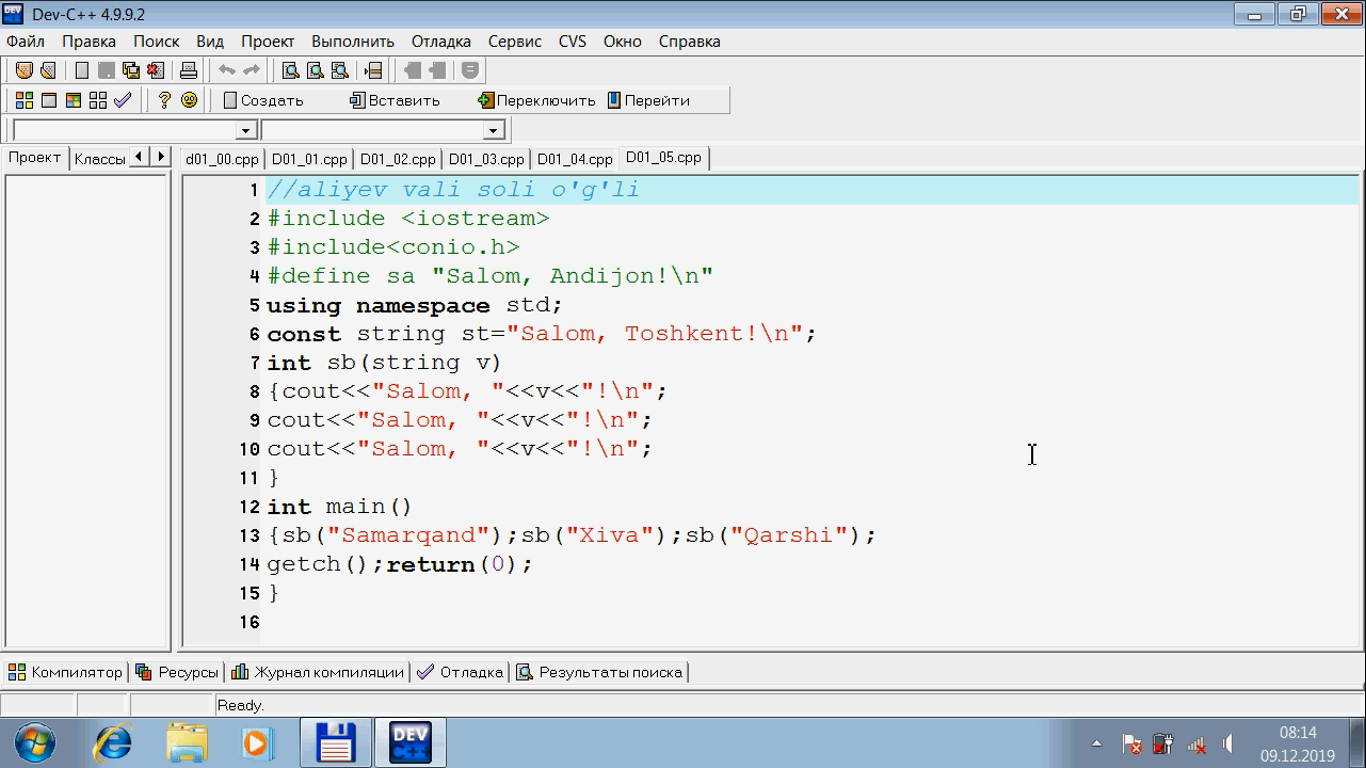 Dev-C++ 4.9.9.2
Файл Правка Поиск Вид Проект Выполнить Отладка Сервис CVS Окно Справка
Создать Вставить Переключить Перейти
Проект Классы d01_00.cpp D01_01.cpp D01_02.cpp D01_03.cpp D01_04.cpp D01_05.cpp
1 //aliyev vali soli o'g'li
2 #include <iostream>
3 #include<conio.h>
4 #define sa "Salom, Andijon!\n"
5 using namespace std;
6 const string st="Salom, Toshkent!\n";
7 int sb(string v)
8 {cout<<"Salom, "<<v<<"!\n";
9 cout<<"Salom, "<<v<<"!\n";
10 cout<<"Salom, "<<v<<"!\n";
11 }
12 int main()
13 {sb("Samarqand");sb("Xiva");sb("Qarshi");
14 getch();return(0);
15 }
16
Компилятор Ресурсы Журнал компиляции Отладка Результаты поиска
Ready.
DEV C++
08:14
09.12.2019